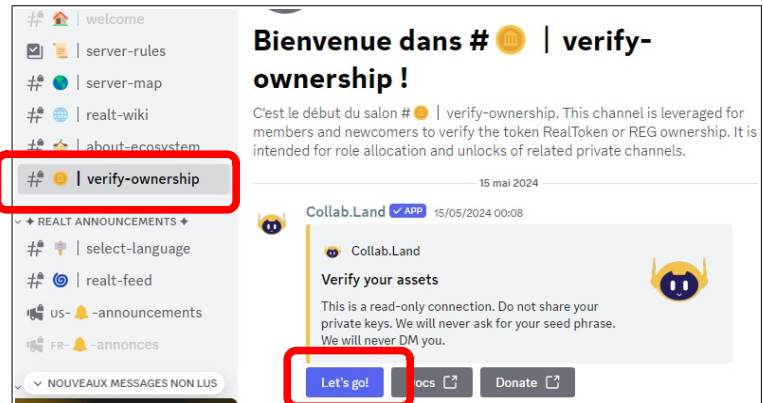 welcome
server-rules
server-map
realt-wiki
about-ecosystem
verify-ownership
✦ REALT ANNOUNCEMENTS ✦
select-language
realt-feed
us- 🔔 -announcements
FR- 🔔 -annonces
NOUVEAUX MESSAGES NON LUS
Bienvenue dans # 🪙 | verify-
ownership !
C'est le début du salon # 🪙 | verify-ownership. This channel is leveraged for
members and newcomers to verify the token RealToken or REG ownership. It is
intended for role allocation and unlocks of related private channels.
15 mai 2024
Collab.Land ✓ APP 15/05/2024 00:08
Collab.Land
Verify your assets
This is a read-only connection. Do not share your
private keys. We will never ask for your seed phrase.
We will never DM you.
Let's go!
Docs
Donate